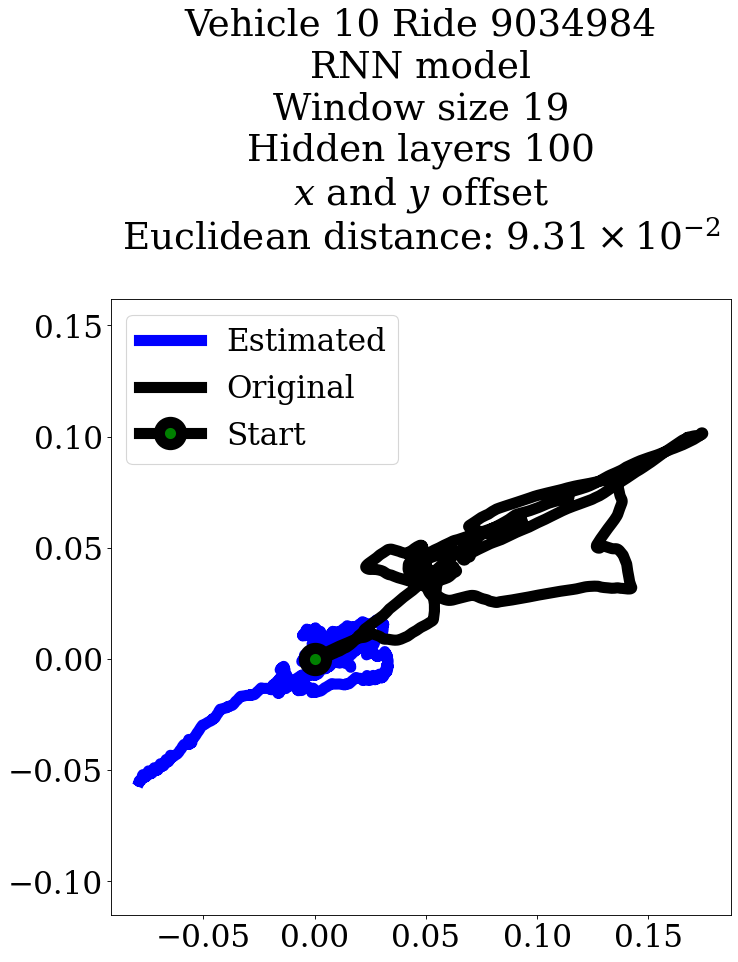 Vehicle 10 Ride 9034984
RNN model
Window size 19
Hidden layers 100
x and y offset
Euclidean distance: 9.31 × 10⁻²
Estimated
Original
Start
0.15
0.10
0.05
0.00
−0.05
−0.10
−0.05 0.00 0.05 0.10 0.15